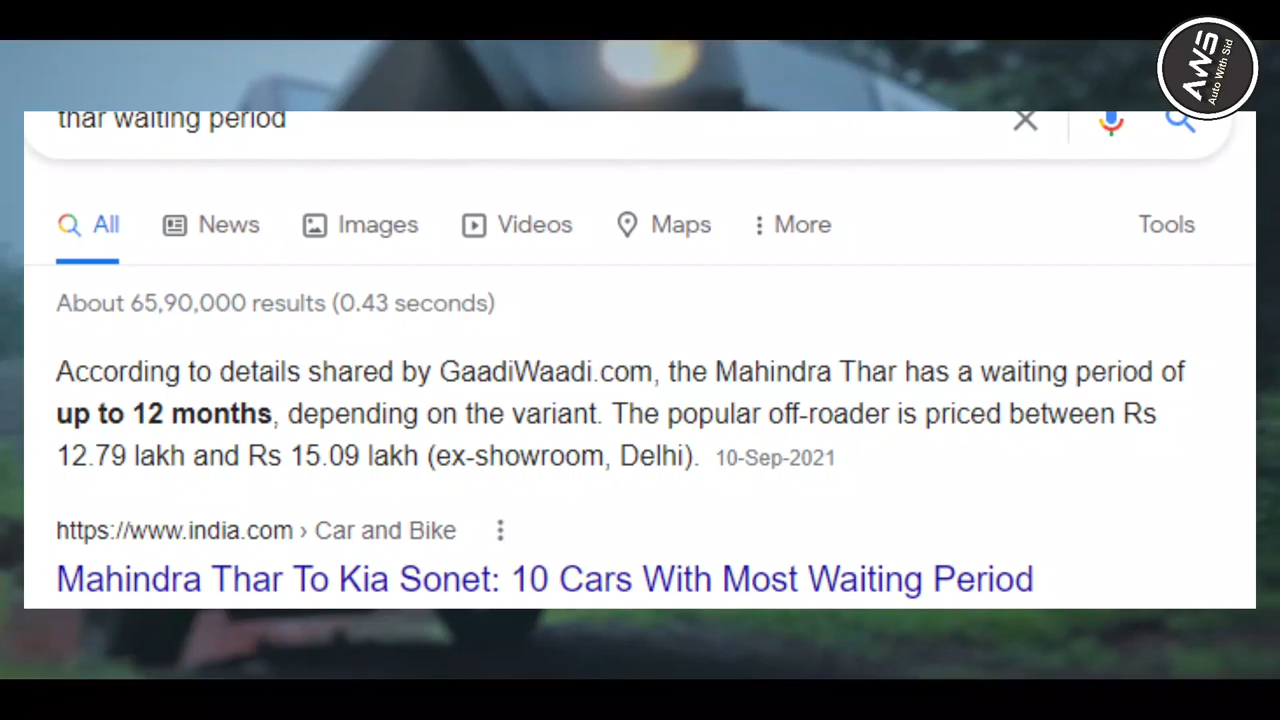 AWS
Auto With Sid
thar waiting period
All News Images Videos Maps More Tools
About 65,90,000 results (0.43 seconds)
According to details shared by GaadiWaadi.com, the Mahindra Thar has a waiting period of
up to 12 months, depending on the variant. The popular off-roader is priced between Rs
12.79 lakh and Rs 15.09 lakh (ex-showroom, Delhi). 10-Sep-2021
https://www.india.com › Car and Bike
Mahindra Thar To Kia Sonet: 10 Cars With Most Waiting Period